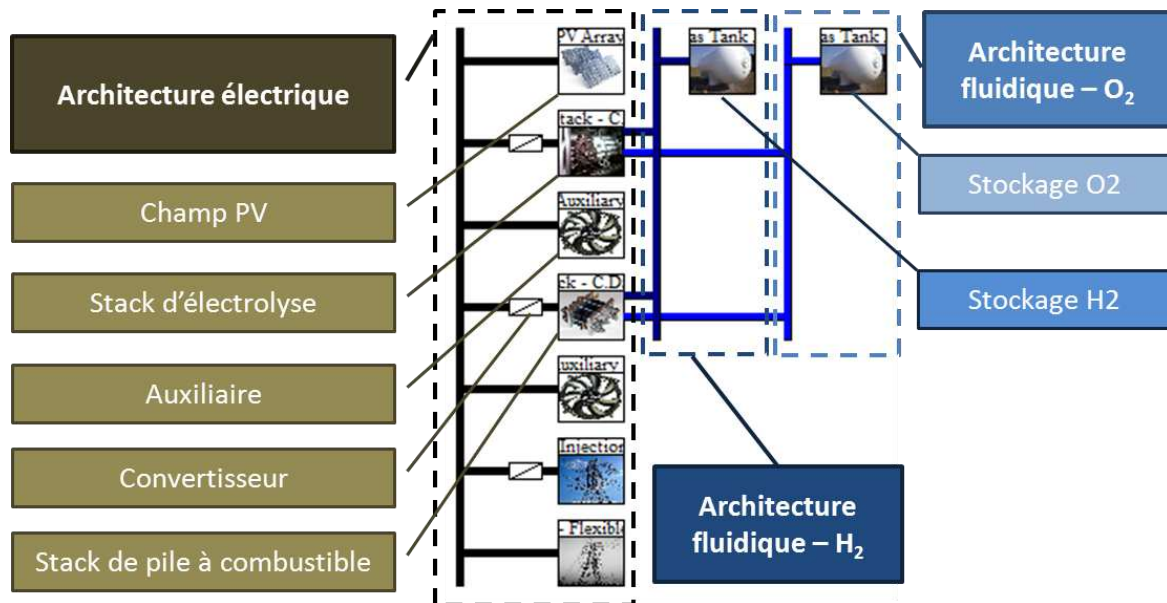 Architecture électrique
Champ PV
Stack d'électrolyse
Auxiliaire
Convertisseur
Stack de pile à combustible
PV Array
tack - C.
Auxiliary
ck - C.D.
uxiliary
Injection
- Flexible
as Tank
as Tank
Architecture
fluidique – O₂
Stockage O2
Stockage H2
Architecture
fluidique – H₂